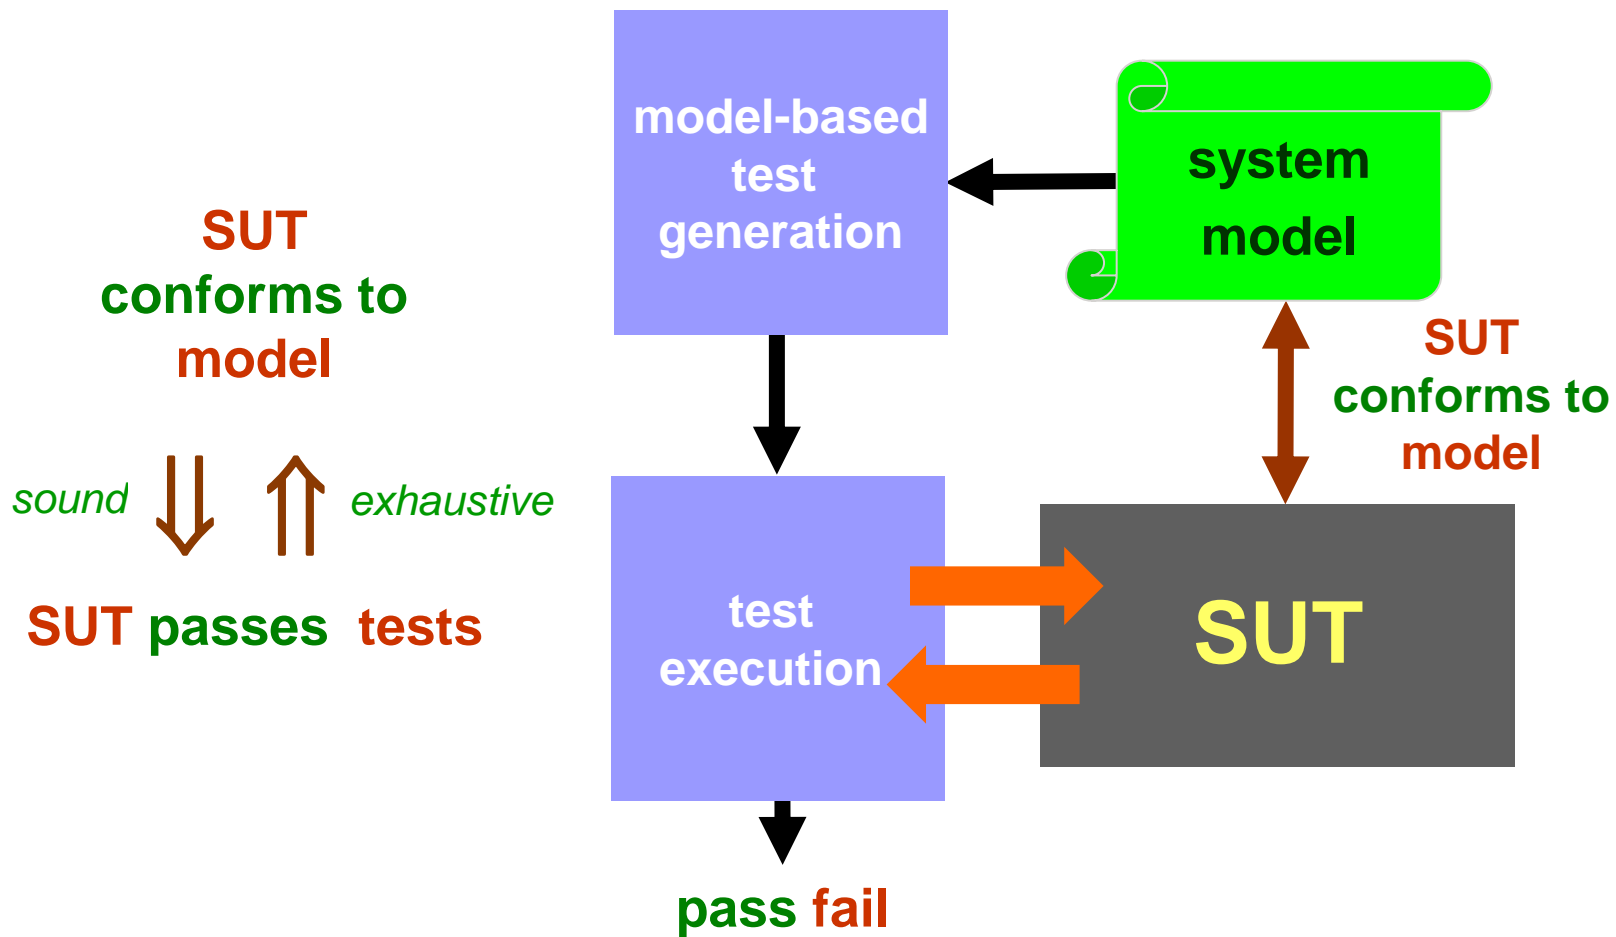 model-based
test
generation
system
model
SUT
conforms to
model
SUT
conforms to
model
sound
exhaustive
SUT passes tests
test
execution
SUT
pass fail